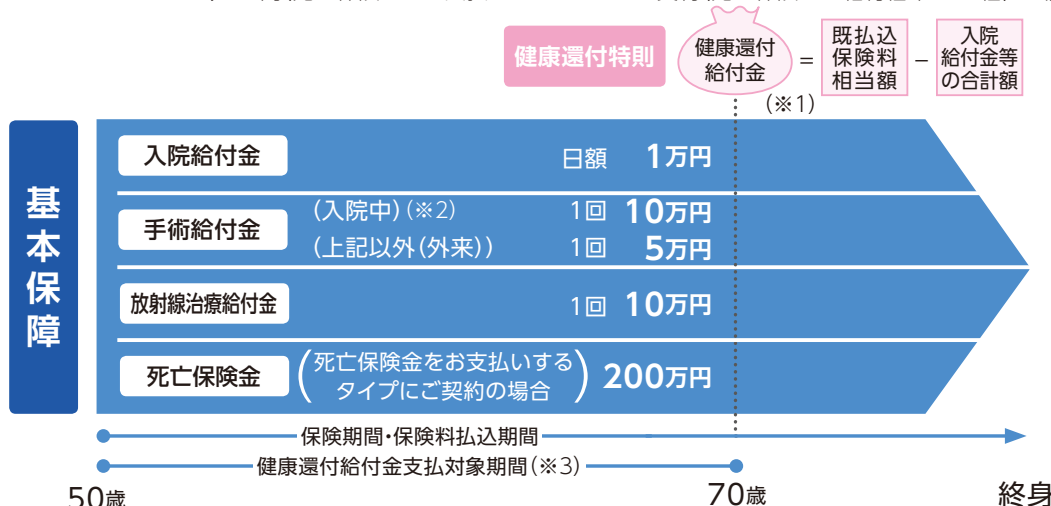 健康還付特則
健康還付
給付金
=
既払込
保険料
相当額
−
入院
給付金等
の合計額
(※1)
基本保障
入院給付金 日額 1万円
手術給付金
(入院中)(※2) 1回 10万円
(上記以外(外来)) 1回 5万円
放射線治療給付金 1回 10万円
死亡保険金
(死亡保険金をお支払いする
タイプにご契約の場合) 200万円
保険期間・保険料払込期間
健康還付給付金支払対象期間(※3)
50歳 70歳 終身